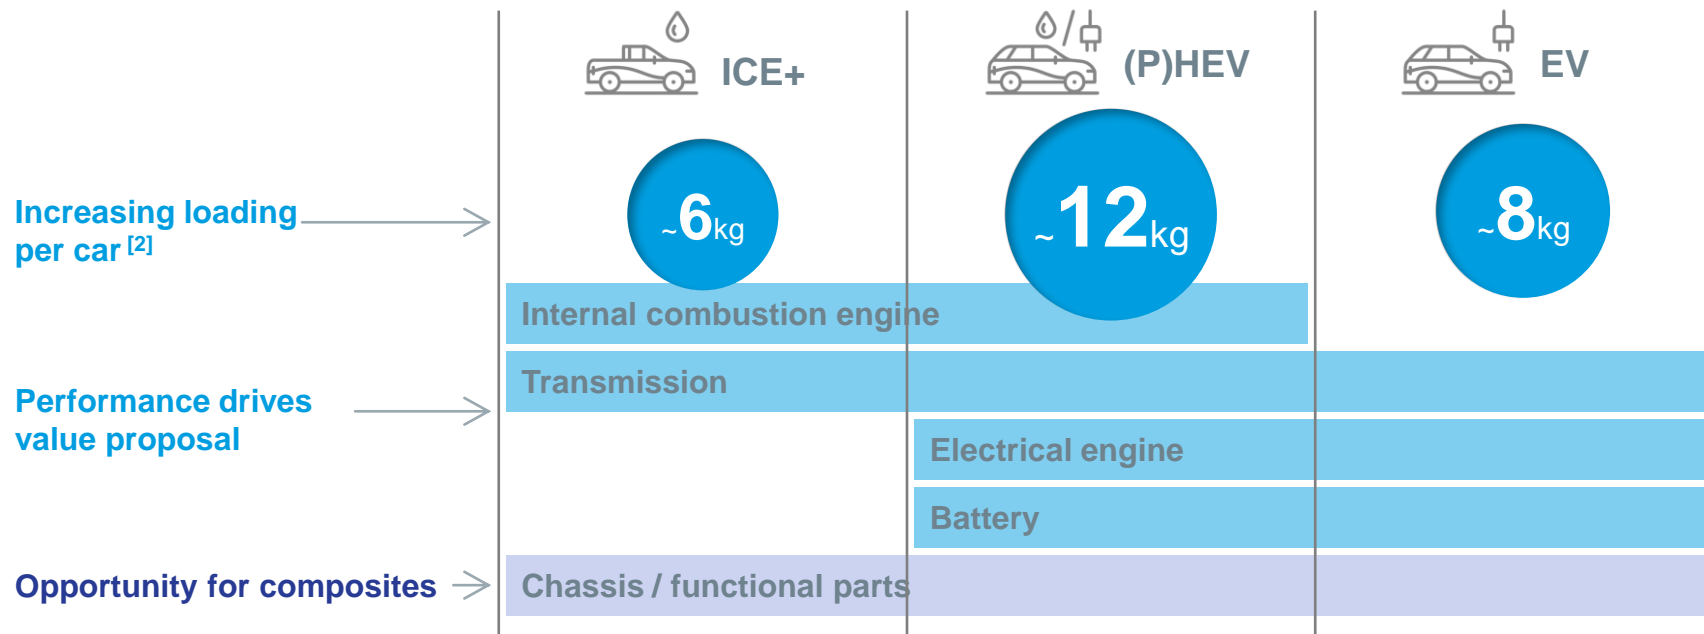 ICE+
(P)HEV
EV
Increasing loading
per car [2]
~6kg
~12kg
~8kg
Internal combustion engine
Transmission
Performance drives
value proposal
Electrical engine
Battery
Opportunity for composites
Chassis / functional parts